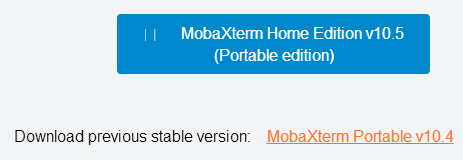 MobaXterm Home Edition v10.5
(Portable edition)
Download previous stable version: MobaXterm Portable v10.4